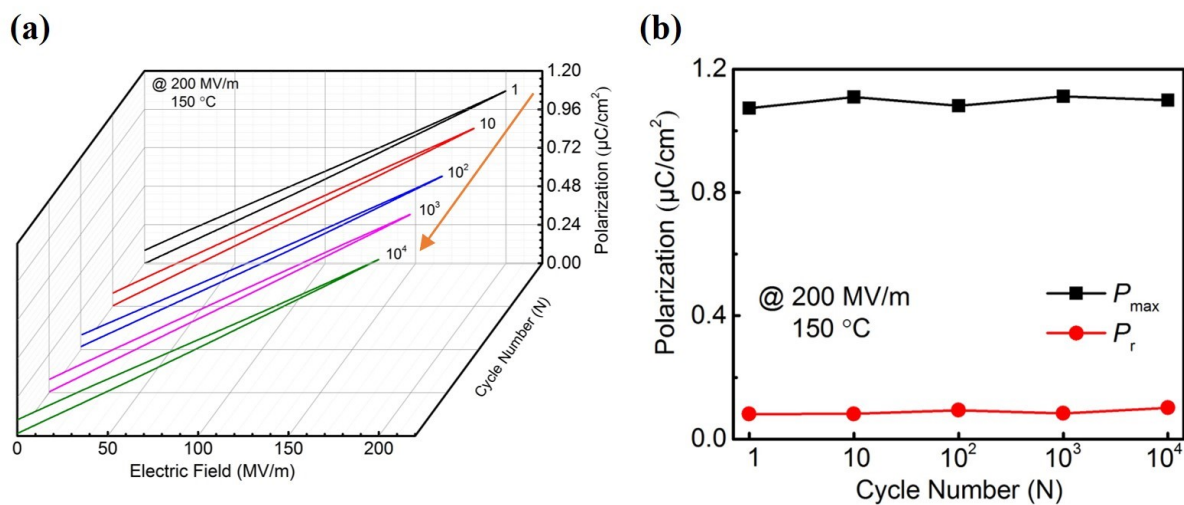 (a)
@ 200 MV/m
150 °C
1
10
10²
10³
10⁴
1.20
0.96
0.72
0.48
0.24
0.00
Polarization (µC/cm²)
Cycle Number (N)
0 50 100 150 200
Electric Field (MV/m)
(b)
1.2
0.8
0.4
0.0
Polarization (µC/cm²)
@ 200 MV/m
150 °C
Pmax
Pr
1 10 10² 10³ 10⁴
Cycle Number (N)